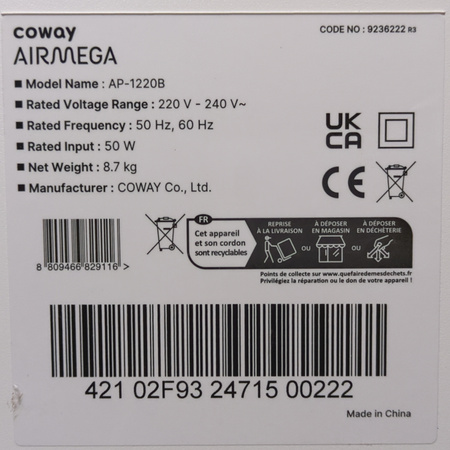 coway
CODE NO : 9236222 R3
AIRMEGA
■ Model Name : AP-1220B
■ Rated Voltage Range : 220 V - 240 V~
■ Rated Frequency : 50 Hz, 60 Hz
■ Rated Input : 50 W
■ Net Weight : 8.7 kg
■ Manufacturer : COWAY Co., Ltd.
UK
CA
CE
FR
Cet appareil
et son cordon
sont recyclables
REPRISE
À LA LIVRAISON
OU
À DÉPOSER
EN MAGASIN
OU
À DÉPOSER
EN DÉCHÈTERIE
Points de collecte sur www.quefairedemesdechets.fr
Privilégiez la réparation ou le don de votre appareil !
8 809466 829116 >
421 02F93 24715 00222
Made in China